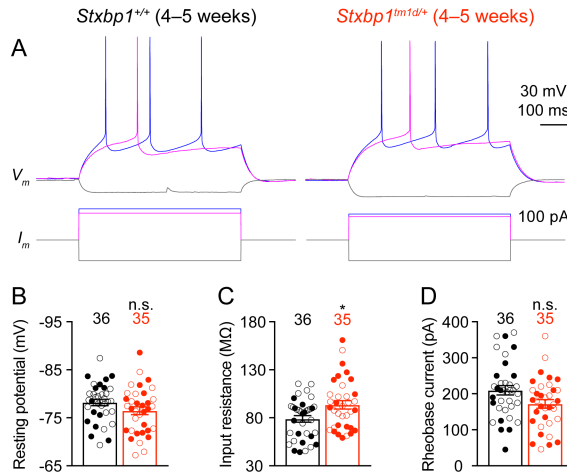 Stxbp1+/+ (4–5 weeks)
Stxbp1tm1d/+ (4–5 weeks)
A
30 mV
100 ms
Vm
100 pA
Im
B
C
D
n.s.
36
35
*
36
35
n.s.
36
35
Resting potential (mV)
-95
-85
-75
-65
Input resistance (MΩ)
180
130
80
30
Rheobase current (pA)
400
300
200
100
0